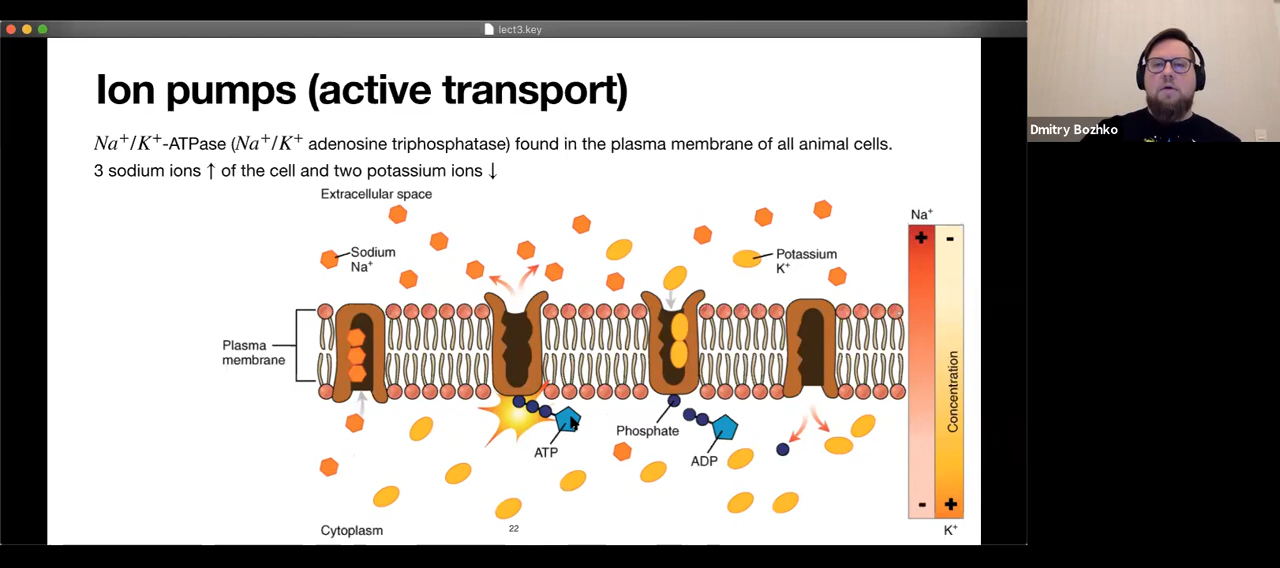 lect3.key
Ion pumps (active transport)
Na⁺/K⁺-ATPase (Na⁺/K⁺ adenosine triphosphatase) found in the plasma membrane of all animal cells.
3 sodium ions ↑ of the cell and two potassium ions ↓
Extracellular space
Na⁺
+ -
Sodium
Na⁺
Potassium
K⁺
Plasma
membrane
Concentration
Phosphate
ATP
ADP
- +
Cytoplasm
22
K⁺
Dmitry Bozhko